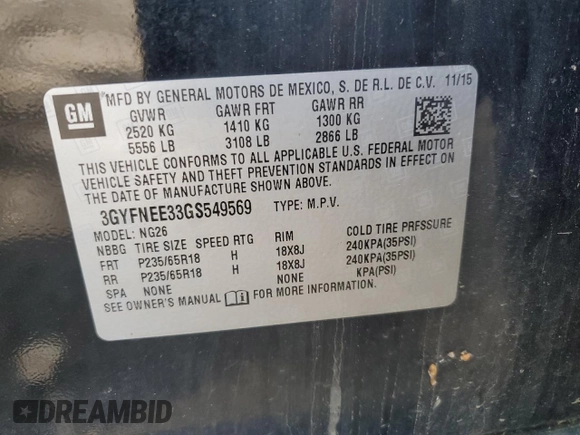 GM
MFD BY GENERAL MOTORS DE MEXICO, S. DE R.L. DE C.V. 11/15
GVWR GAWR FRT GAWR RR
2520 KG 1410 KG 1300 KG
5556 LB 3108 LB 2866 LB
THIS VEHICLE CONFORMS TO ALL APPLICABLE U.S. FEDERAL MOTOR
VEHICLE SAFETY AND THEFT PREVENTION STANDARDS IN EFFECT ON
THE DATE OF MANUFACTURE SHOWN ABOVE.
3GYFNEE33GS549569 TYPE: M.P.V.
MODEL: NG26
NBBG TIRE SIZE SPEED RTG RIM COLD TIRE PRESSURE
FRT P235/65R18 H 18X8J 240KPA(35PSI)
RR P235/65R18 H 18X8J 240KPA(35PSI)
SPA NONE NONE KPA(PSI)
SEE OWNER'S MANUAL FOR MORE INFORMATION.
DREAMBID